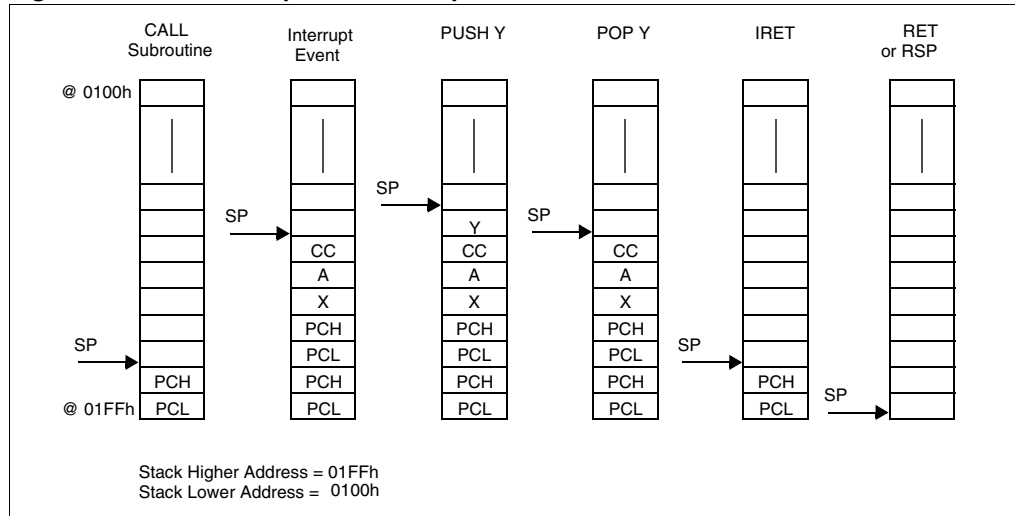 CALL
Subroutine
Interrupt
Event
PUSH Y
POP Y
IRET
RET
or RSP
@ 0100h
SP
SP
SP
Y
CC
CC
CC
A
A
A
X
X
X
PCH
PCH
PCH
SP
SP
PCL
PCL
PCL
PCH
PCH
PCH
PCH
PCH
SP
@ 01FFh
PCL
PCL
PCL
PCL
PCL
Stack Higher Address = 01FFh
Stack Lower Address = 0100h